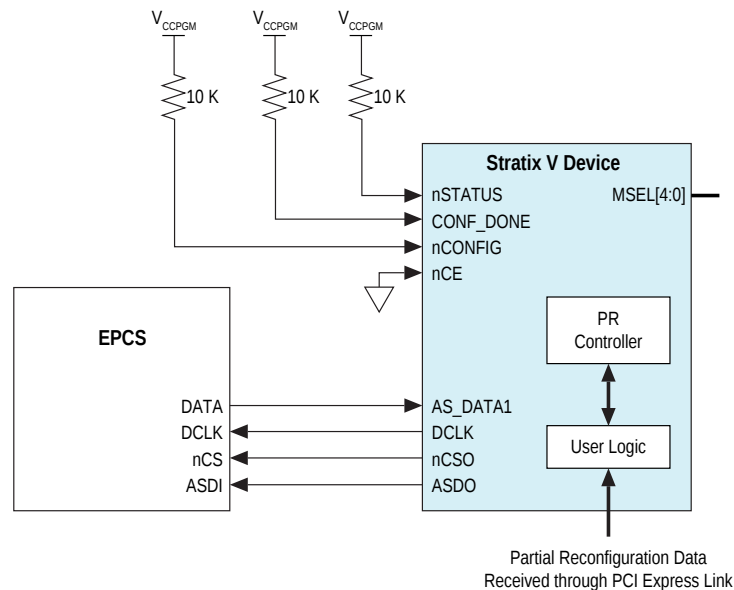 VCCPGM VCCPGM VCCPGM
10 K 10 K 10 K
Stratix V Device
nSTATUS MSEL[4:0]
CONF_DONE
nCONFIG
nCE
EPCS
PR
Controller
DATA AS_DATA1
DCLK DCLK
User Logic
nCS nCSO
ASDI ASDO
Partial Reconfiguration Data
Received through PCI Express Link